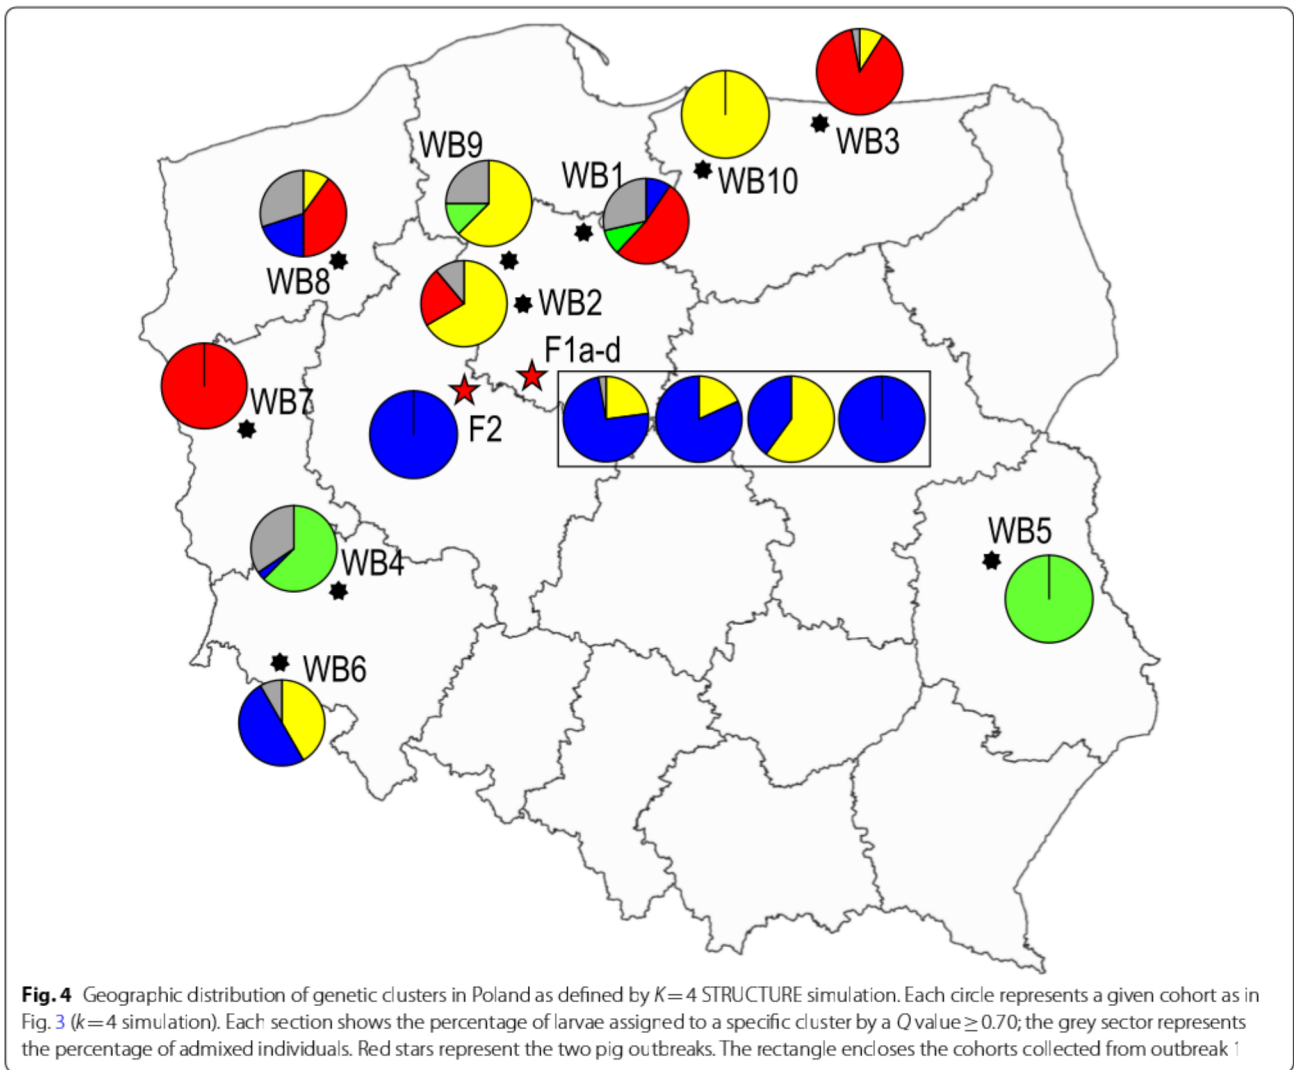 WB3
WB9
WB1
WB10
WB8
WB2
F1a-d
WB7
F2
WB5
WB4
WB6
Fig. 4 Geographic distribution of genetic clusters in Poland as defined by K=4 STRUCTURE simulation. Each circle represents a given cohort as in
Fig. 3 (k=4 simulation). Each section shows the percentage of larvae assigned to a specific cluster by a Q value≥0.70; the grey sector represents
the percentage of admixed individuals. Red stars represent the two pig outbreaks. The rectangle encloses the cohorts collected from outbreak 1